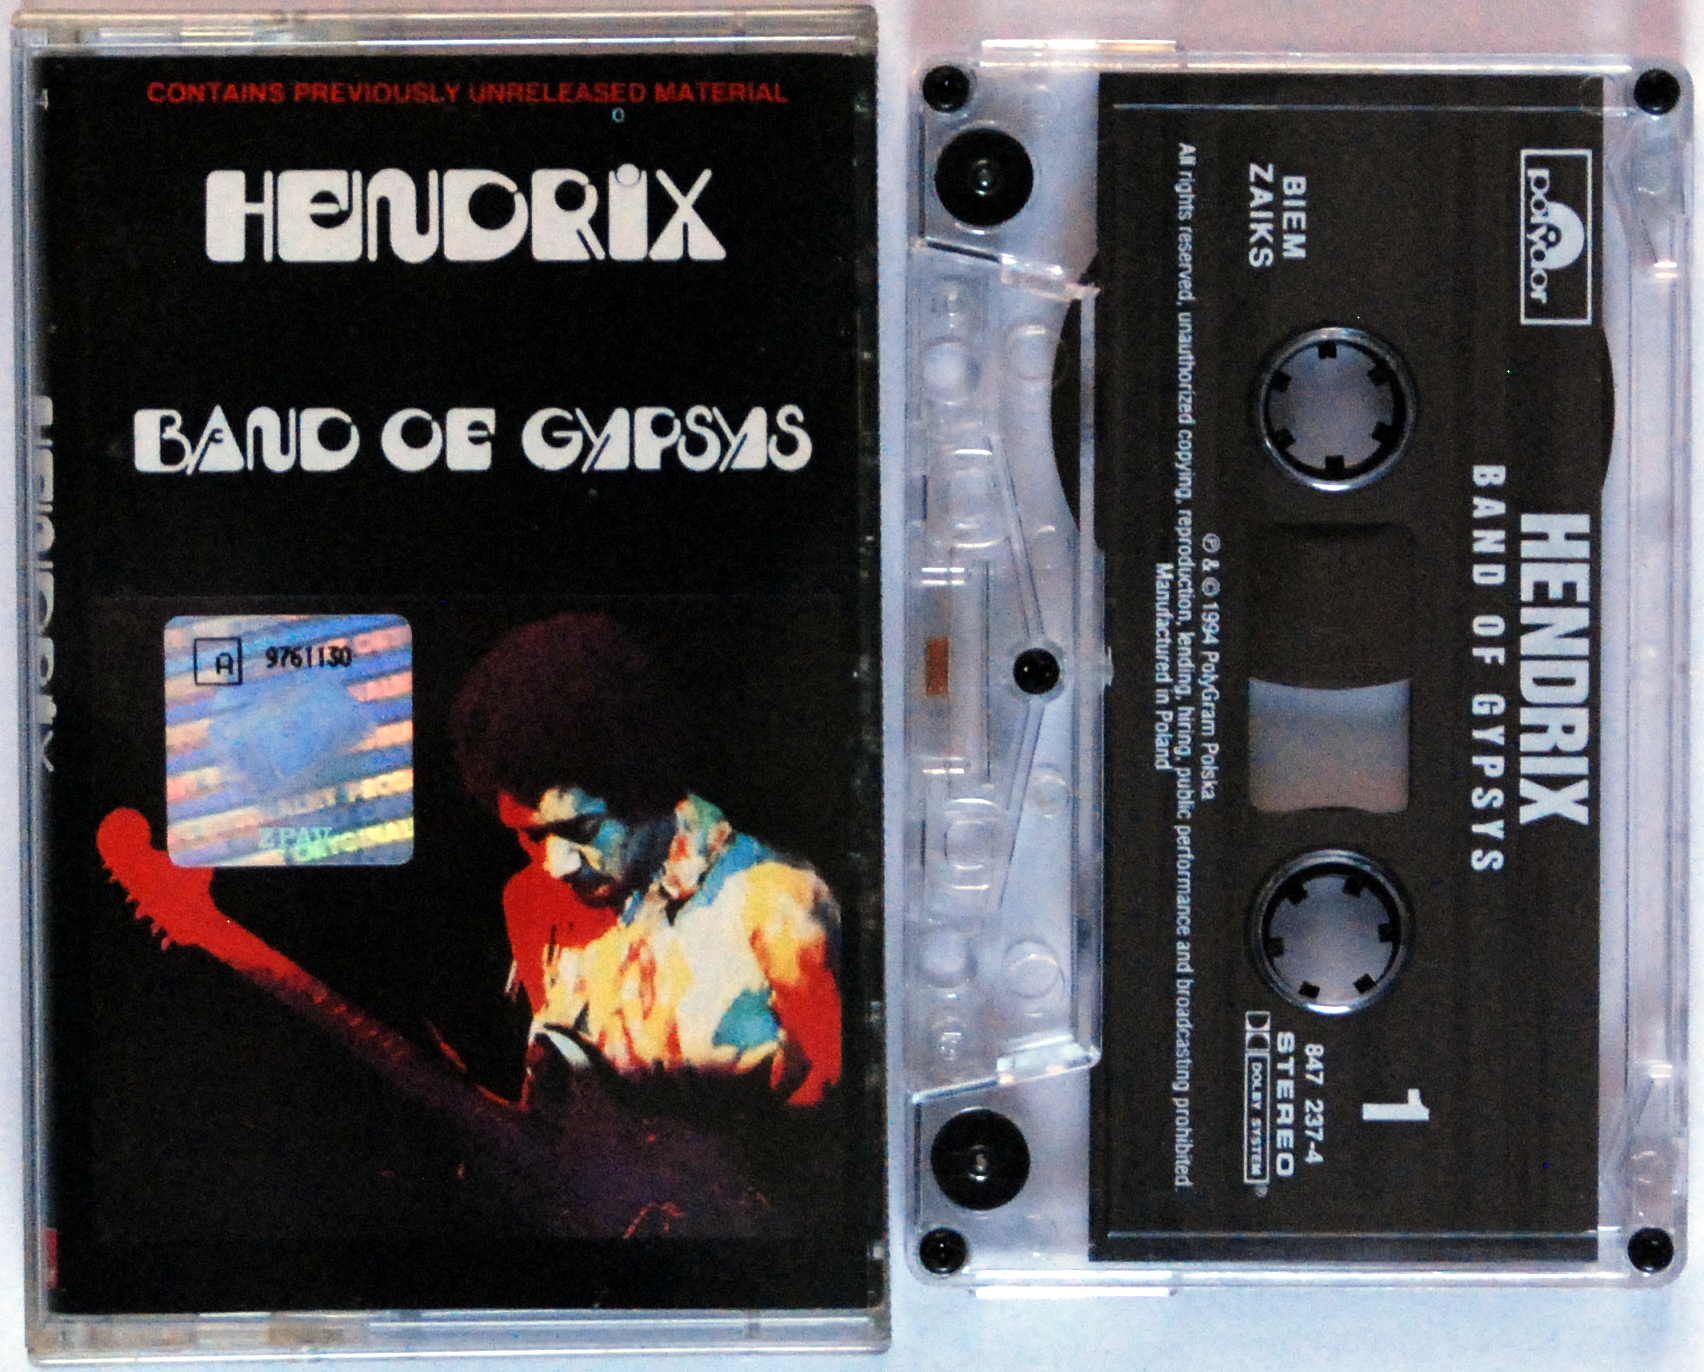 CONTAINS PREVIOUSLY UNRELEASED MATERIAL
HENDRIX
BAND OF GYPSYS
A 9761130
ZPAV
HENDRIX
polydor
HENDRIX
BAND OF GYPSYS
BIEM
ZAIKS
1
847 237-4
STEREO
DOLBY SYSTEM®
℗ & © 1994 PolyGram Polska
All rights reserved, unauthorized copying, reproduction, lending, hiring, public performance and broadcasting prohibited.
Manufactured in Poland